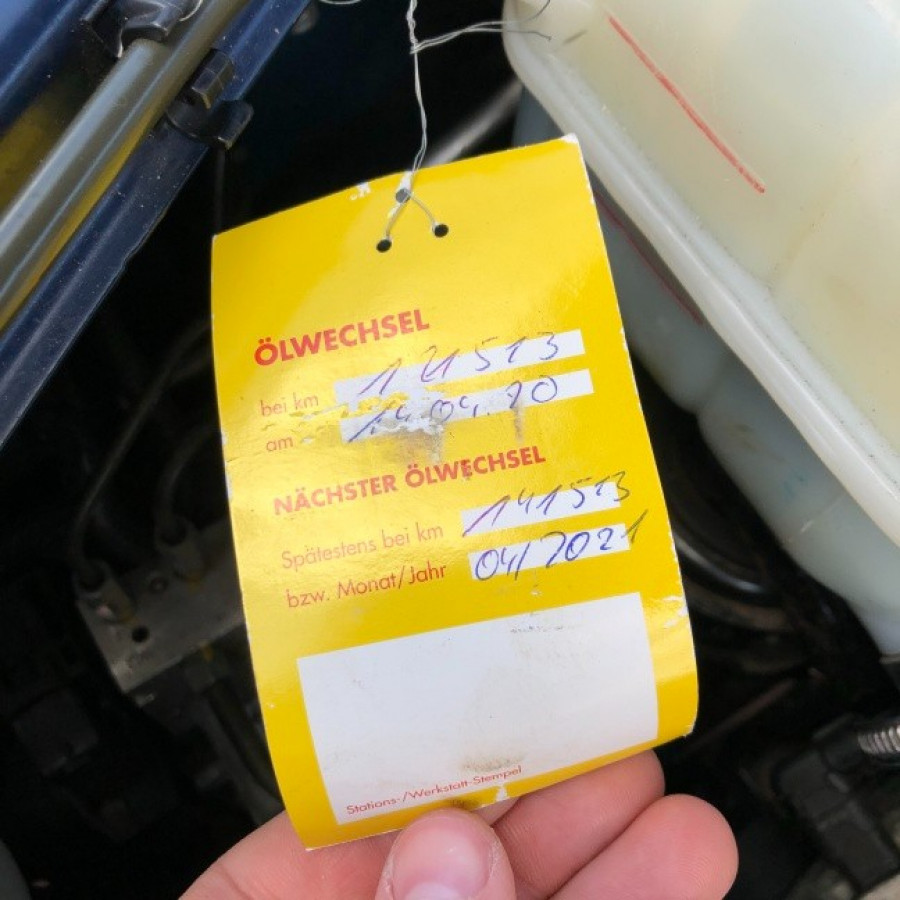 ÖLWECHSEL
bei km 121513
am 14.04.20
NÄCHSTER ÖLWECHSEL
Spätestens bei km 141513
bzw. Monat/Jahr 04/2021
Stations-/Werkstatt-Stempel